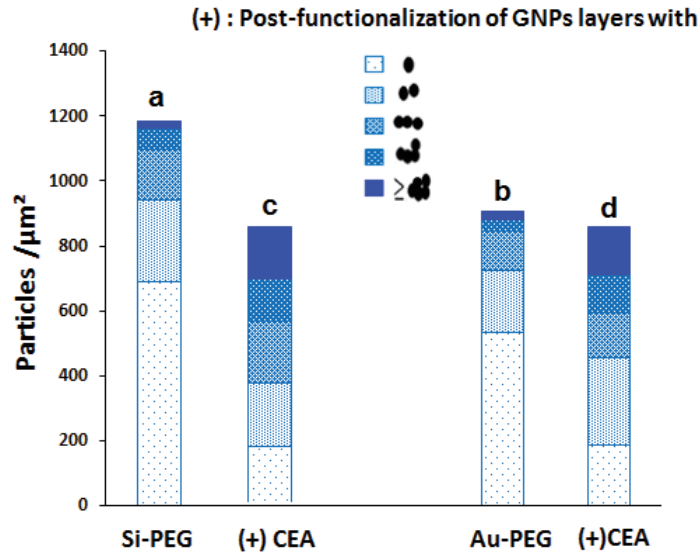 (+) : Post-functionalization of GNPs layers with
Particles /µm²
1400
1200
1000
800
600
400
200
0
a
c
b
d
≥
Si-PEG
(+) CEA
Au-PEG
(+)CEA